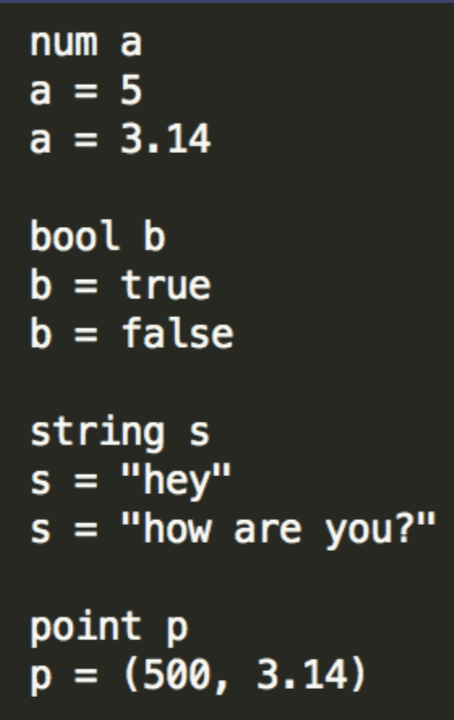 num a
a = 5
a = 3.14
bool b
b = true
b = false
string s
s = "hey"
s = "how are you?"
point p
p = (500, 3.14)